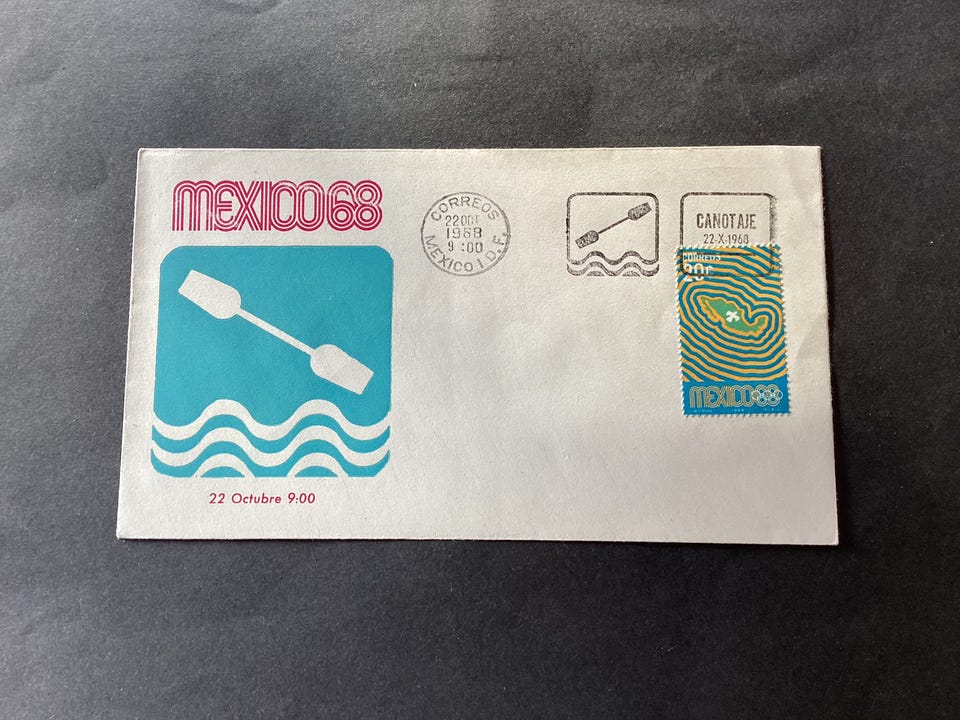 MEXICO68
CORREOS
22 OCT
1968
9:00
MEXICO 1 D.F.
CANOTAJE
22-X-1968
CORREOS
MEXICO68
22 Octubre 9:00